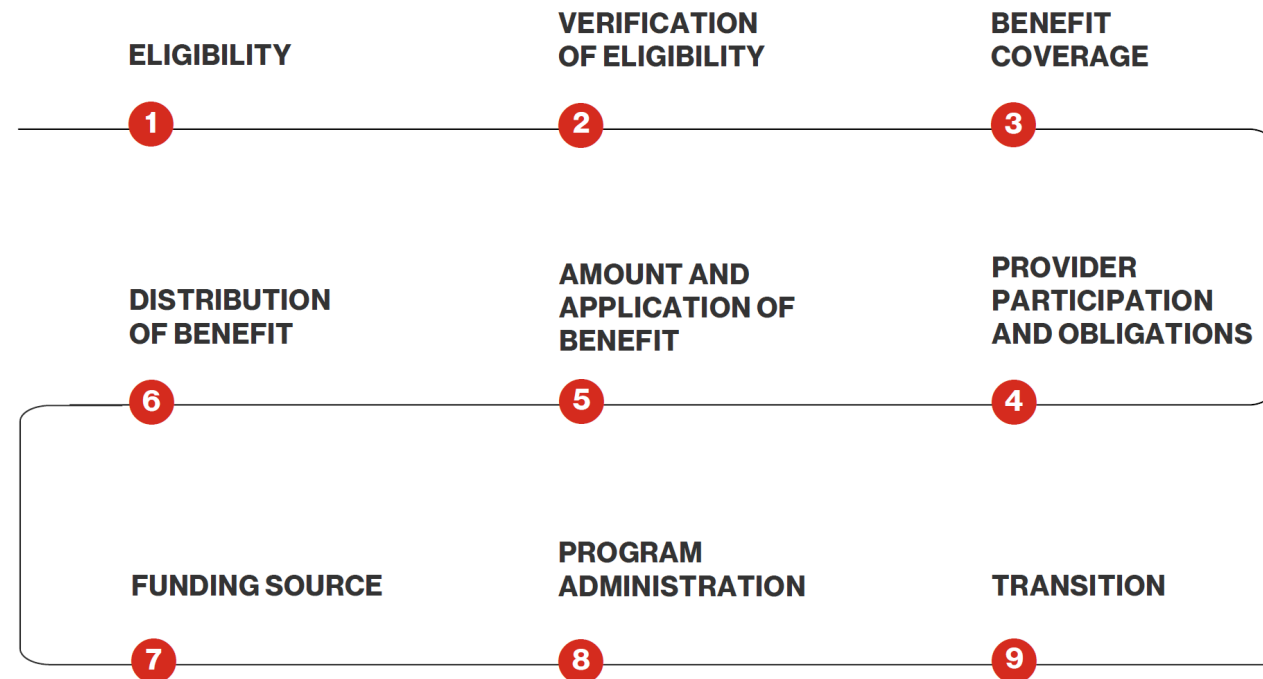 ELIGIBILITY
1
VERIFICATION
OF ELIGIBILITY
2
BENEFIT
COVERAGE
3
PROVIDER
PARTICIPATION
AND OBLIGATIONS
4
AMOUNT AND
APPLICATION OF
BENEFIT
5
DISTRIBUTION
OF BENEFIT
6
FUNDING SOURCE
7
PROGRAM
ADMINISTRATION
8
TRANSITION
9